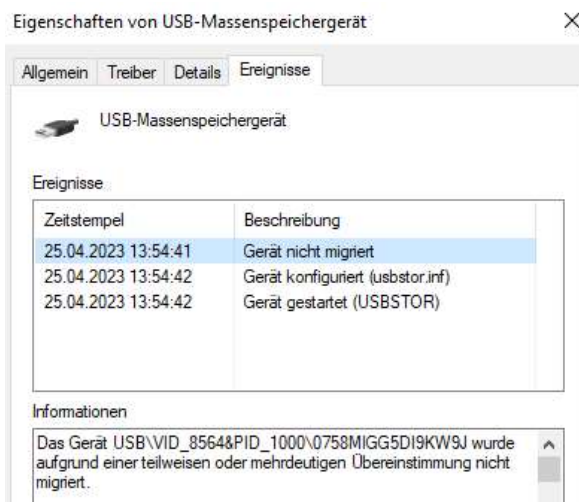 Eigenschaften von USB-Massenspeichergerät
Allgemein Treiber Details Ereignisse
USB-Massenspeichergerät
Ereignisse
Zeitstempel Beschreibung
25.04.2023 13:54:41 Gerät nicht migriert
25.04.2023 13:54:42 Gerät konfiguriert (usbstor.inf)
25.04.2023 13:54:42 Gerät gestartet (USBSTOR)
Informationen
Das Gerät USB\VID_8564&PID_1000\0758MIGG5DI9KW9J wurde
aufgrund einer teilweisen oder mehrdeutigen Übereinstimmung nicht
migriert.